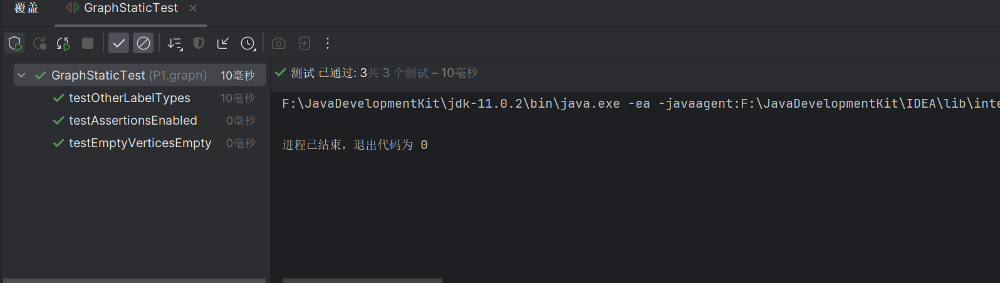 覆盖 GraphStaticTest
GraphStaticTest (P1.graph) 10毫秒
testOtherLabelTypes 10毫秒
testAssertionsEnabled 0毫秒
testEmptyVerticesEmpty 0毫秒
测试 已通过: 3共 3 个测试 – 10毫秒
F:\JavaDevelopmentKit\jdk-11.0.2\bin\java.exe -ea -javaagent:F:\JavaDevelopmentKit\IDEA\lib\inte
进程已结束，退出代码为 0